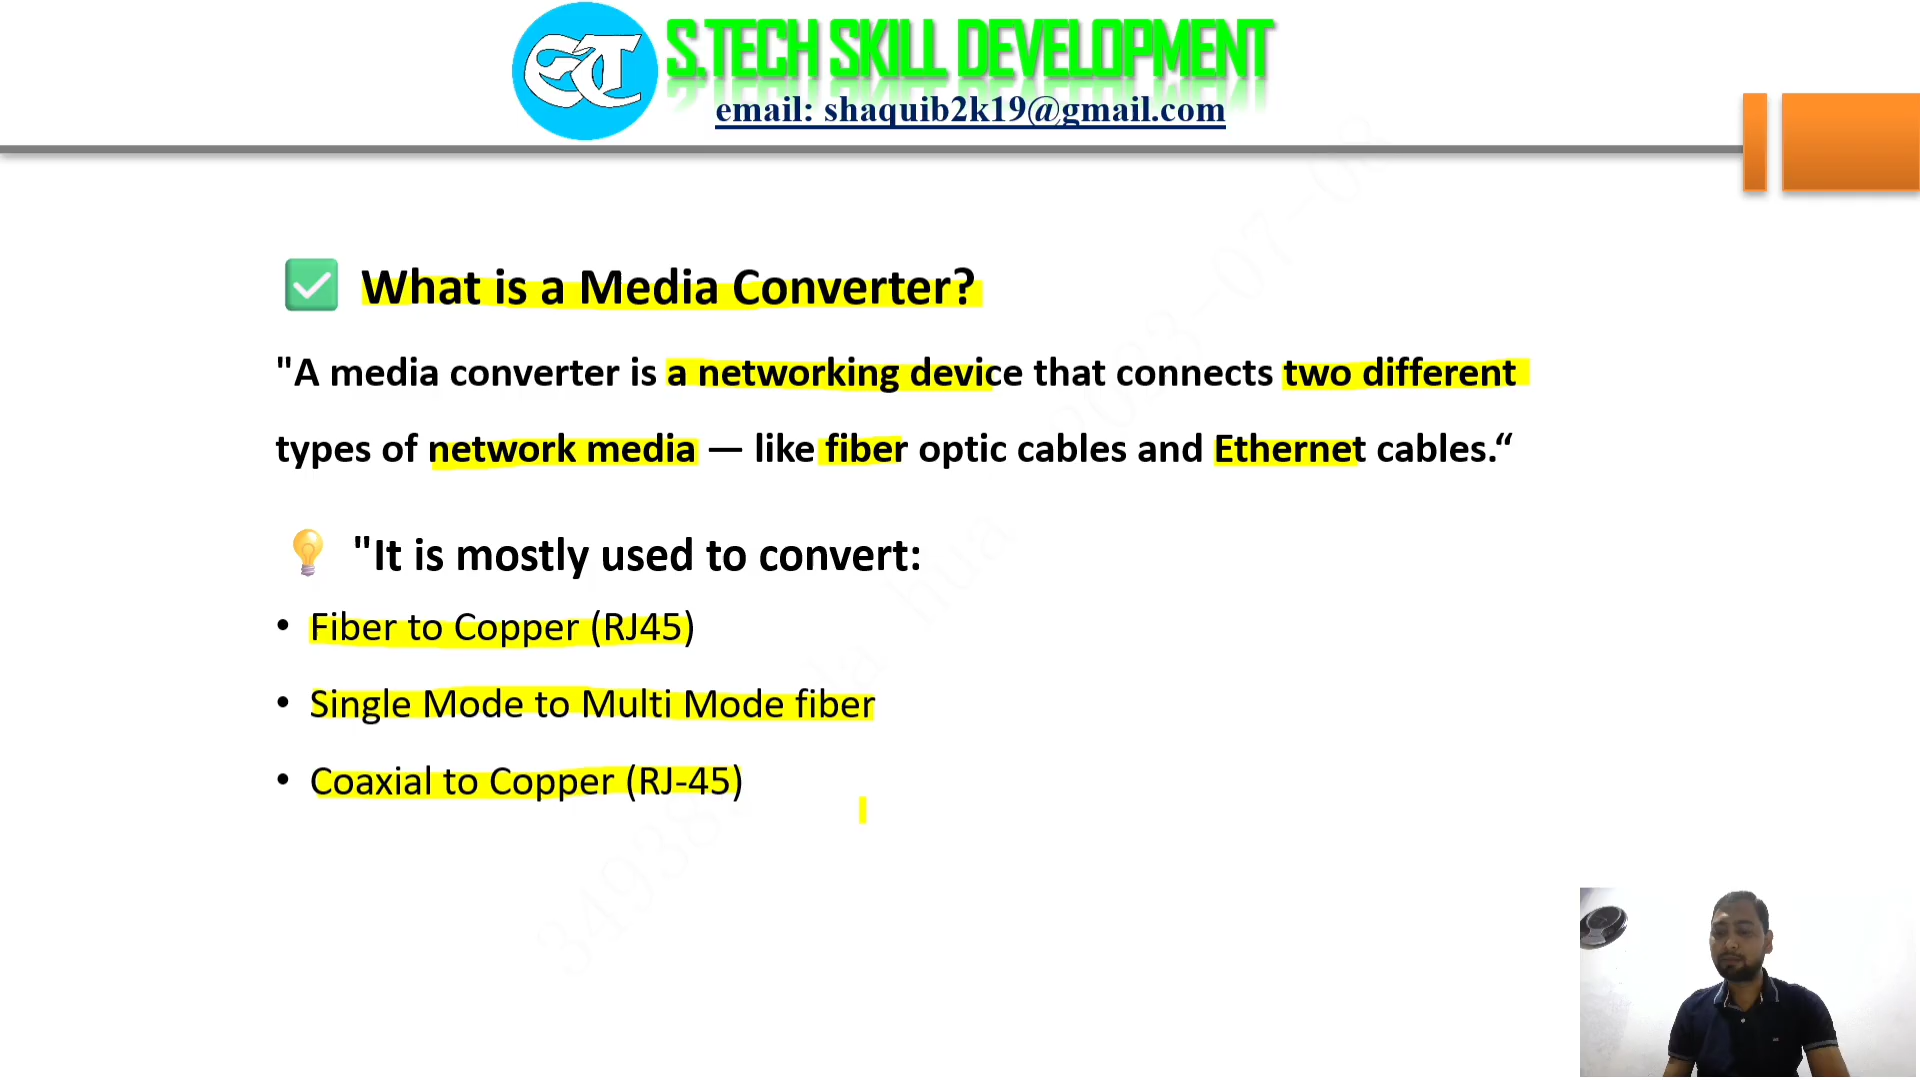 S.TECH SKILL DEVELOPMENT
email: shaquib2k19@gmail.com
What is a Media Converter?
"A media converter is a networking device that connects two different
types of network media — like fiber optic cables and Ethernet cables.“
"It is mostly used to convert:
• Fiber to Copper (RJ45)
• Single Mode to Multi Mode fiber
• Coaxial to Copper (RJ-45)